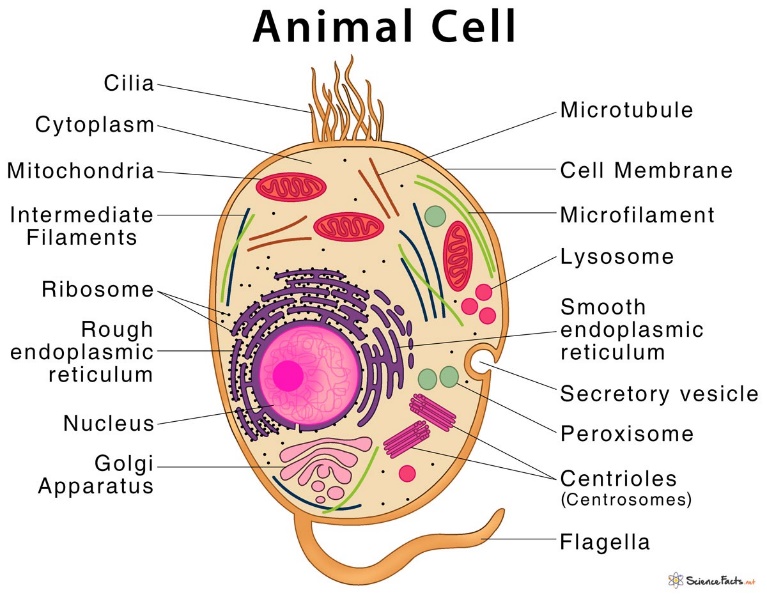 Animal Cell
Cilia
Cytoplasm
Mitochondria
Intermediate
Filaments
Ribosome
Rough
endoplasmic
reticulum
Nucleus
Golgi
Apparatus
Microtubule
Cell Membrane
Microfilament
Lysosome
Smooth
endoplasmic
reticulum
Secretory vesicle
Peroxisome
Centrioles
(Centrosomes)
Flagella
ScienceFacts.net